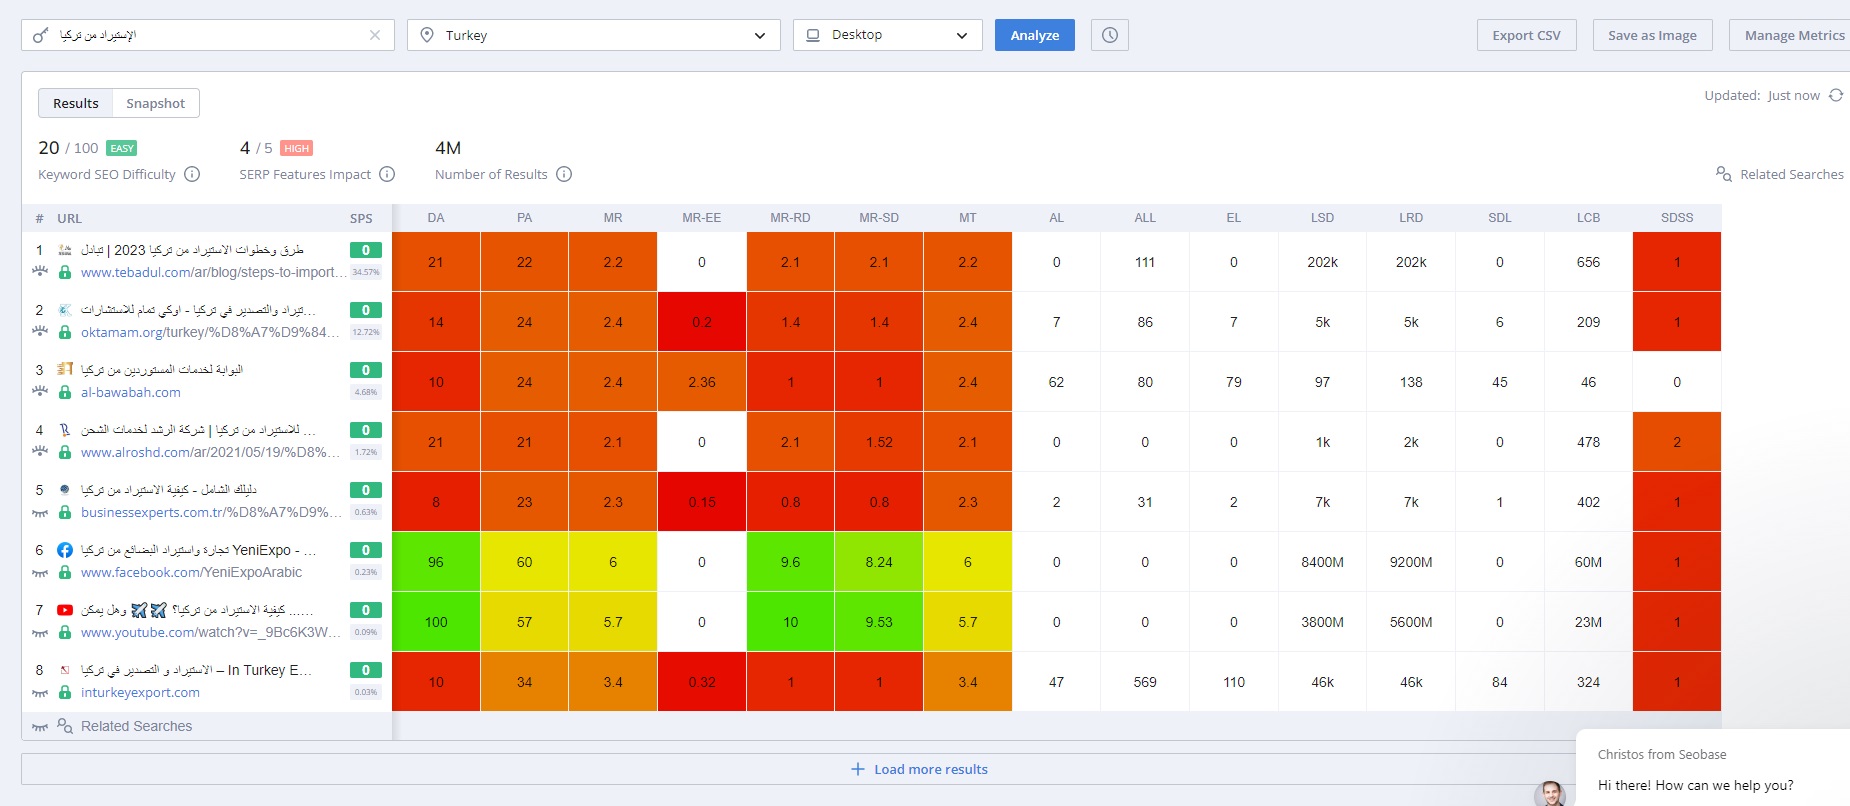 الإستيراد من تركيا
Turkey
Desktop
Analyze
Export CSV
Save as Image
Manage Metrics
Results
Snapshot
Updated: Just now
20 / 100 EASY
4 / 5 HIGH
4M
Keyword SEO Difficulty
SERP Features Impact
Number of Results
Related Searches
# URL SPS DA PA MR MR-EE MR-RD MR-SD MT AL ALL EL LSD LRD SDL LCB SDSS
1 طرق وخطوات الاستيراد من تركيا 2023 | تبادل 0
www.tebadul.com/ar/blog/steps-to-import... 34.57%
21 22 2.2 0 2.1 2.1 2.2 0 111 0 202k 202k 0 656 1
2 ...تيراد والتصدير في تركيا - اوكي تمام للاستشارات 0
oktamam.org/turkey/%D8%A7%D9%84... 12.72%
14 24 2.4 0.2 1.4 1.4 2.4 7 86 7 5k 5k 6 209 1
3 البوابة لخدمات المستوردين من تركيا 0
al-bawabah.com 4.68%
10 24 2.4 2.36 1 1 2.4 62 80 79 97 138 45 46 0
4 للاستيراد من تركيا | شركة الرشد لخدمات الشحن ... 0
www.alroshd.com/ar/2021/05/19/%D8%... 1.72%
21 21 2.1 0 2.1 1.52 2.1 0 0 0 1k 2k 0 478 2
5 دليلك الشامل - كيفية الاستيراد من تركيا 0
businessexperts.com.tr/%D8%A7%D9%... 0.63%
8 23 2.3 0.15 0.8 0.8 2.3 2 31 2 7k 7k 1 402 1
6 تجارة واستيراد البضائع من تركيا YeniExpo - ... 0
www.facebook.com/YeniExpoArabic 0.23%
96 60 6 0 9.6 8.24 6 0 0 0 8400M 9200M 0 60M 1
7 كيفية الاستيراد من تركيا؟ ✈️ ✈️ وهل يمكن ...... 0
www.youtube.com/watch?v=_9Bc6K3W... 0.09%
100 57 5.7 0 10 9.53 5.7 0 0 0 3800M 5600M 0 23M 1
8 الاستيراد و التصدير في تركيا – In Turkey E... 0
inturkeyexport.com 0.03%
10 34 3.4 0.32 1 1 3.4 47 569 110 46k 46k 84 324 1
Related Searches
+ Load more results
Christos from Seobase
Hi there! How can we help you?